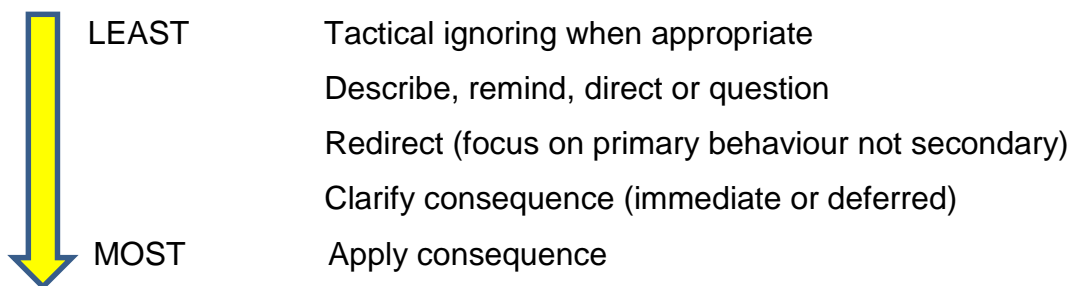 LEAST Tactical ignoring when appropriate
Describe, remind, direct or question
Redirect (focus on primary behaviour not secondary)
Clarify consequence (immediate or deferred)
MOST Apply consequence